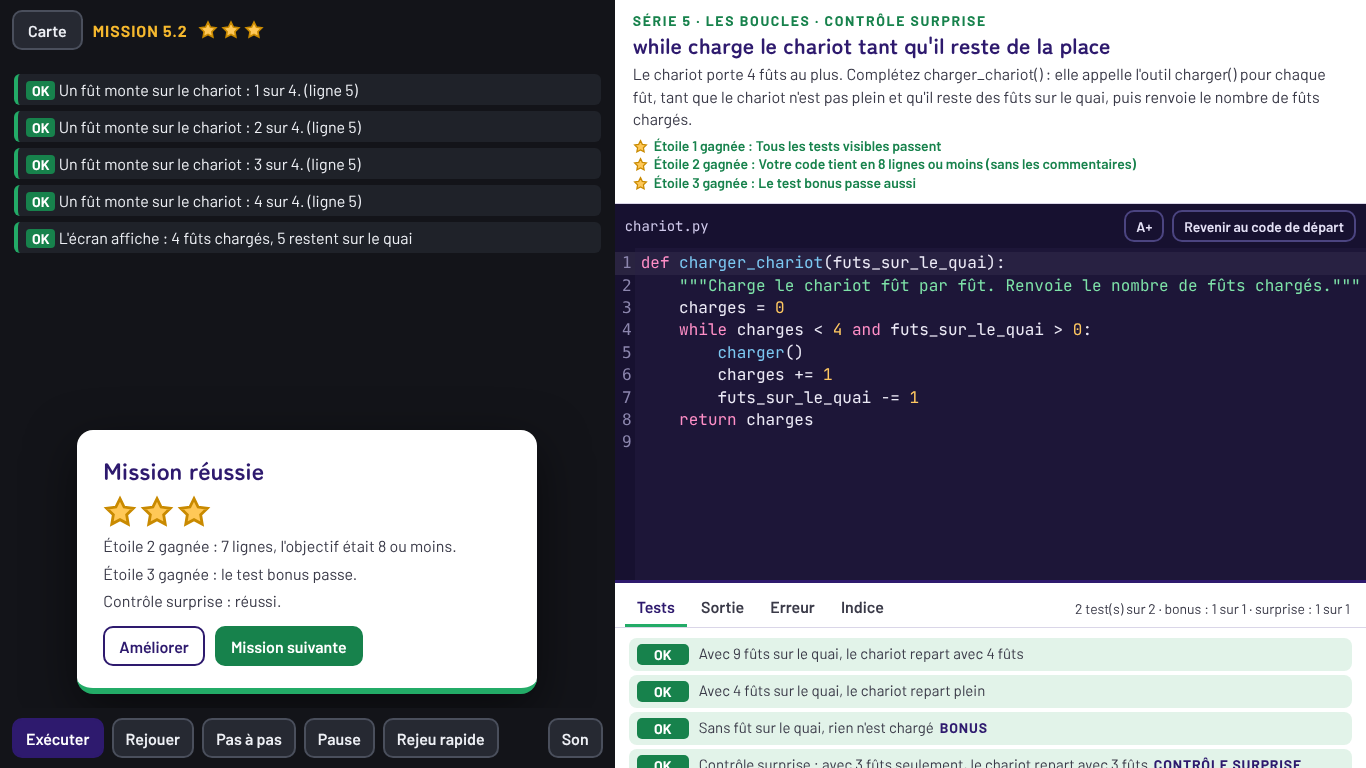 Carte
MISSION 5.2
OK Un fût monte sur le chariot : 1 sur 4. (ligne 5)
OK Un fût monte sur le chariot : 2 sur 4. (ligne 5)
OK Un fût monte sur le chariot : 3 sur 4. (ligne 5)
OK Un fût monte sur le chariot : 4 sur 4. (ligne 5)
OK L'écran affiche : 4 fûts chargés, 5 restent sur le quai
Mission réussie
Étoile 2 gagnée : 7 lignes, l'objectif était 8 ou moins.
Étoile 3 gagnée : le test bonus passe.
Contrôle surprise : réussi.
Améliorer
Mission suivante
Exécuter
Rejouer
Pas à pas
Pause
Rejeu rapide
Son
SÉRIE 5 · LES BOUCLES · CONTRÔLE SURPRISE
while charge le chariot tant qu'il reste de la place
Le chariot porte 4 fûts au plus. Complétez charger_chariot() : elle appelle l'outil charger() pour chaque
fût, tant que le chariot n'est pas plein et qu'il reste des fûts sur le quai, puis renvoie le nombre de fûts
chargés.
Étoile 1 gagnée : Tous les tests visibles passent
Étoile 2 gagnée : Votre code tient en 8 lignes ou moins (sans les commentaires)
Étoile 3 gagnée : Le test bonus passe aussi
chariot.py
A+
Revenir au code de départ
1 def charger_chariot(futs_sur_le_quai):
2     """Charge le chariot fût par fût. Renvoie le nombre de fûts chargés."""
3     charges = 0
4     while charges < 4 and futs_sur_le_quai > 0:
5         charger()
6         charges += 1
7         futs_sur_le_quai -= 1
8     return charges
9
Tests
Sortie
Erreur
Indice
2 test(s) sur 2 · bonus : 1 sur 1 · surprise : 1 sur 1
OK Avec 9 fûts sur le quai, le chariot repart avec 4 fûts
OK Avec 4 fûts sur le quai, le chariot repart plein
OK Sans fût sur le quai, rien n'est chargé BONUS
OK Contrôle surprise : avec 3 fûts seulement, le chariot repart avec 3 fûts CONTRÔLE SURPRISE